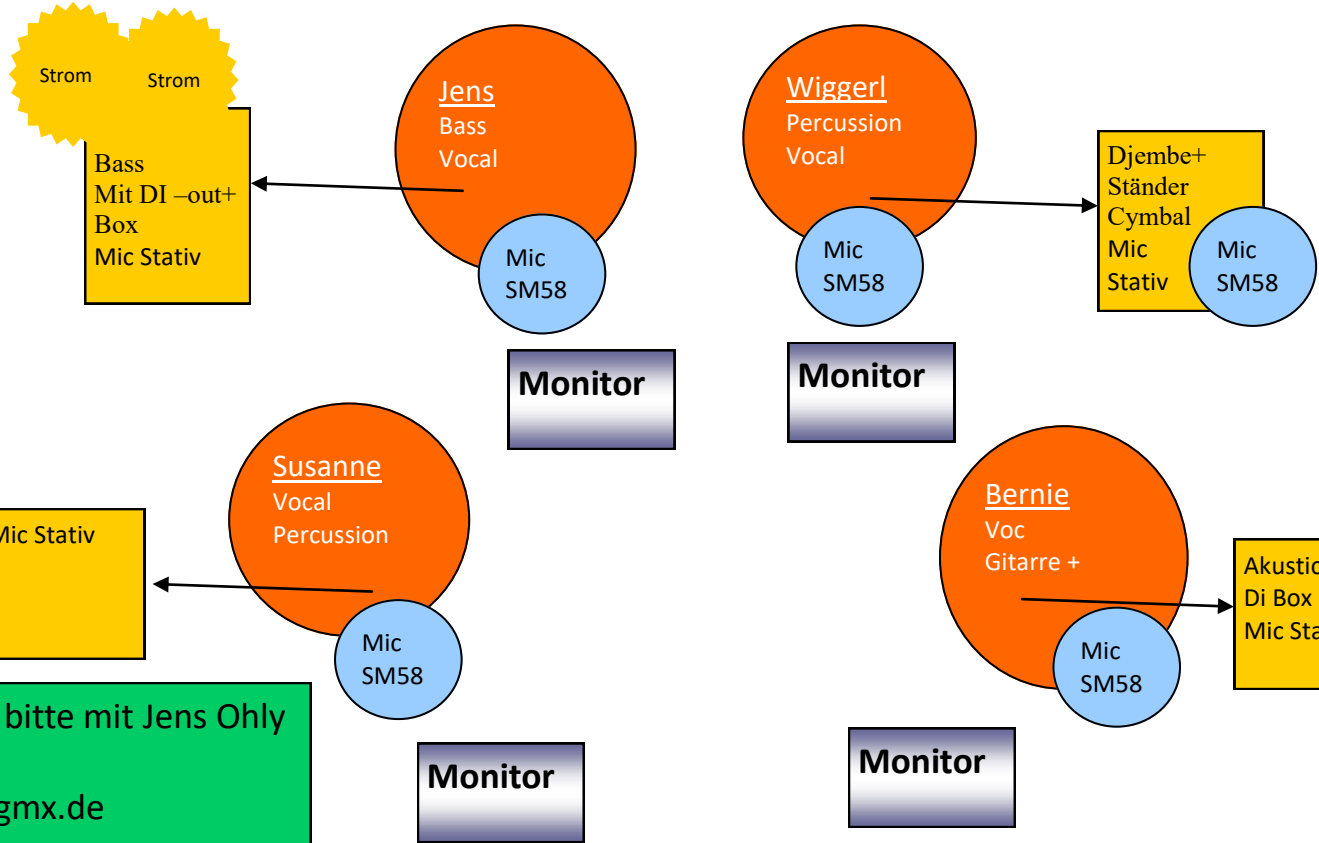 Strom
Strom
Bass
Mit DI –out+
Box
Mic Stativ
Jens
Bass
Vocal
Mic
SM58
Monitor
Wiggerl
Percussion
Vocal
Mic
SM58
Monitor
Djembe+
Ständer
Cymbal
Mic
Stativ
Mic
SM58
Mic Stativ
Susanne
Vocal
Percussion
Mic
SM58
Monitor
Bernie
Voc
Gitarre +
Mic
SM58
Monitor
Di Box
bitte mit Jens Ohly
gmx.de